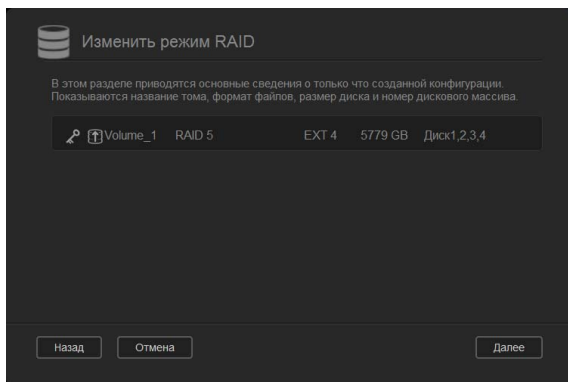 Изменить режим RAID
В этом разделе приводятся основные сведения о только что созданной конфигурации.
Показываются название тома, формат файлов, размер диска и номер дискового массива.
Volume_1 RAID 5 EXT 4 5779 GB Диск1,2,3,4
Назад Отмена Далее